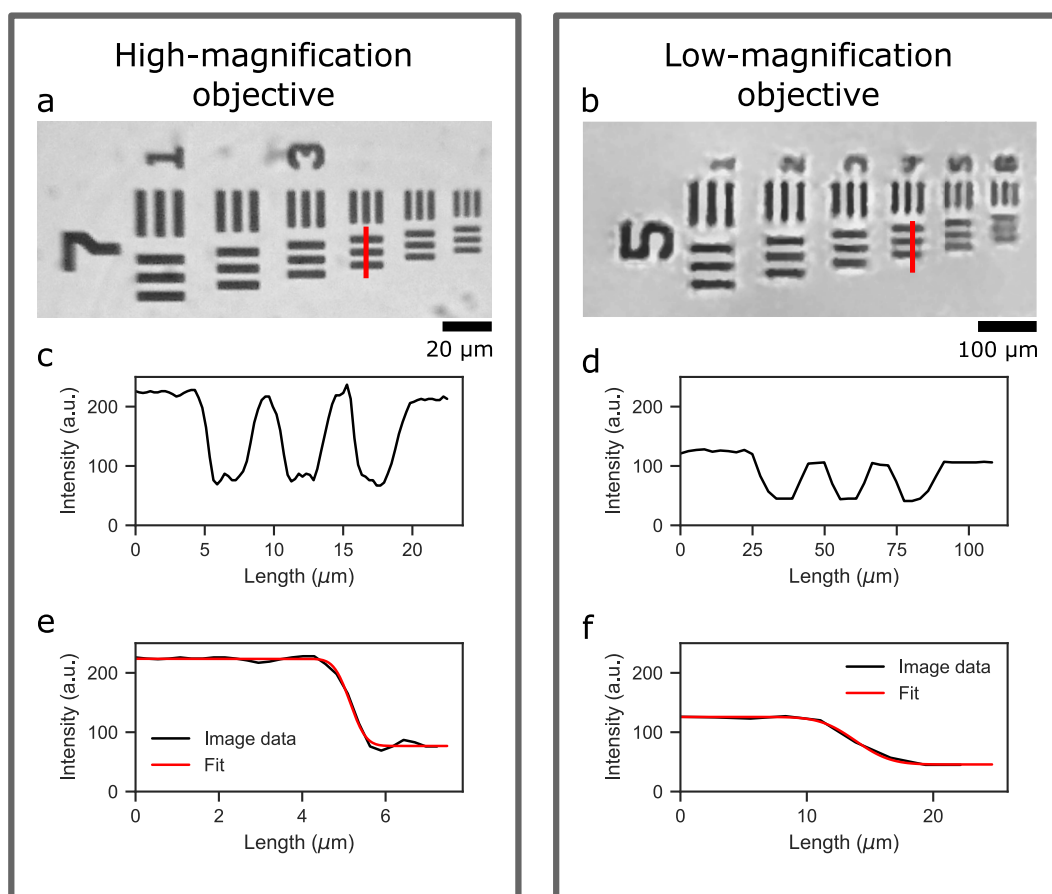 High-magnification
objective
a
7
1
3
20 μm
c
Intensity (a.u.)
200
100
0
0 5 10 15 20
Length (μm)
e
Intensity (a.u.)
200
100
0
Image data
Fit
0 2 4 6
Length (μm)
Low-magnification
objective
b
5
1 2 3 4 5 6
100 μm
d
Intensity (a.u.)
200
100
0
0 25 50 75 100
Length (μm)
f
Intensity (a.u.)
200
100
0
Image data
Fit
0 10 20
Length (μm)